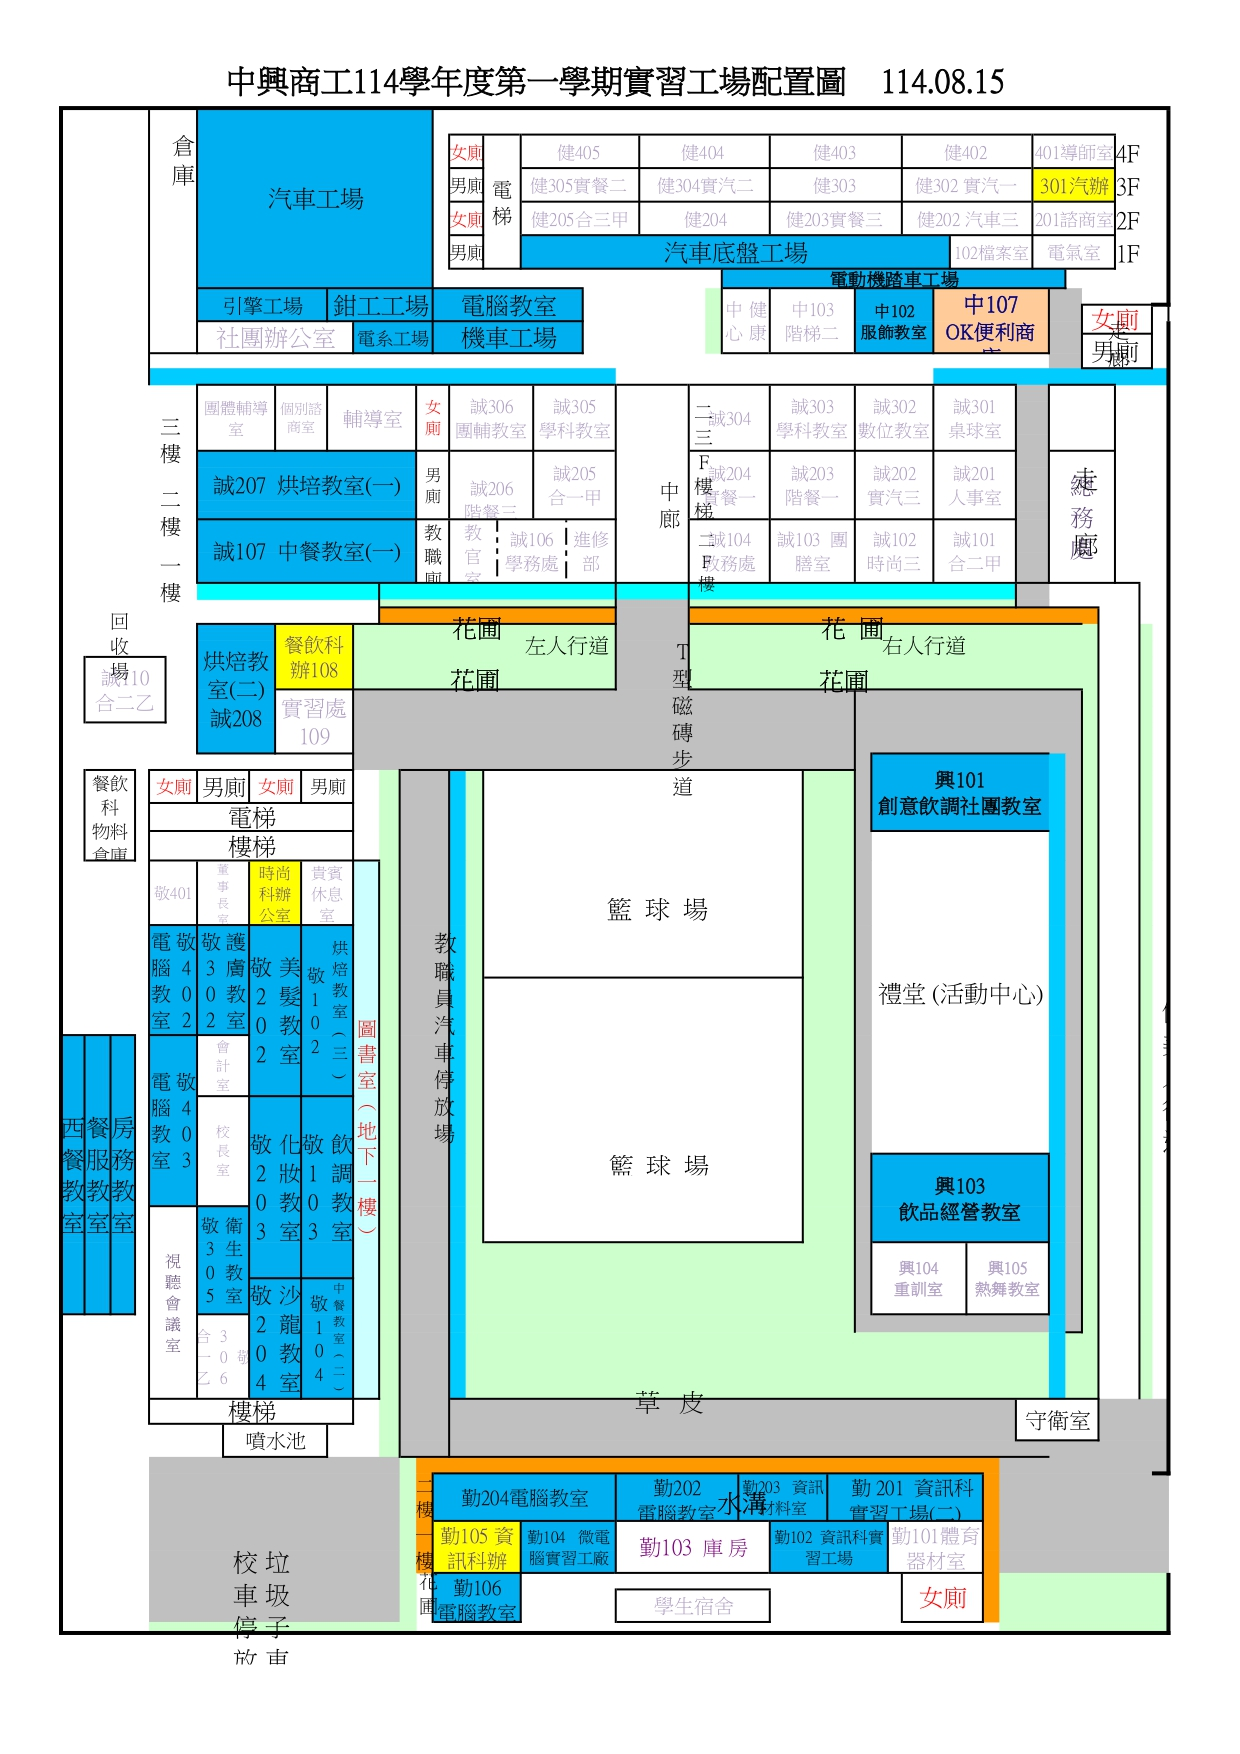 中興商工114學年度第一學期實習工場配置圖 114.08.15
倉庫
汽車工場
女廁
電梯
健405
健404
健403
健402
401導師室
4F
男廁
健305實餐二
健304實汽二
健303
健302 實汽一
301汽辦
3F
女廁
健205合三甲
健204
健203實餐三
健202 汽車三
201諮商室
2F
男廁
汽車底盤工場
102檔案室
電氣室
1F
電動機踏車工場
引擎工場
鉗工工場
電腦教室
社團辦公室
電系工場
機車工場
中健
心康
中103
階梯二
中102
服飾教室
中107
OK便利商
女廁
男廁
走廊
三樓
二樓
一樓
團體輔導
室
個別諮
商室
輔導室
女廁
誠306
團輔教室
誠305
學科教室
誠304
誠303
學科教室
誠302
數位教室
誠301
桌球室
誠207 烘培教室(一)
男廁
誠206
階餐三
誠205
合一甲
中廊
二三F樓梯
誠204
實餐一
誠203
階餐一
誠202
實汽三
誠201
人事室
走廊
總務處
誠107 中餐教室(一)
教職廁
教官室
誠106
學務處
進修
部
二F樓
誠104
教務處
誠103 團
膳室
誠102
時尚三
誠101
合二甲
回收場
誠110
合二乙
烘焙教
室(二)
誠208
餐飲科
辦108
實習處
109
花圃
左人行道
花圃
花 圃
右人行道
花圃
T型磁磚步道
餐飲
科
物料
倉庫
女廁
男廁
女廁
男廁
電梯
樓梯
敬401
董事長室
時尚
科辦
公室
貴賓
休息
室
電腦教室
敬402
敬302
護膚教室
敬202
美髮教室
敬102
烘焙教室(三)
會計室
電腦教室
敬403
校長室
敬203
化妝教室
敬103
飲調教室
圖書室(地下一樓)
西餐教室
餐服教室
房務教室
視聽會議室
敬305
衛生教室
敬204
沙龍教室
敬104
中餐教室(二)
合一乙
306
敬
樓梯
噴水池
教職員汽車停放場
籃 球 場
籃 球 場
興101
創意飲調社團教室
禮堂 (活動中心)
興103
飲品經營教室
興104
重訓室
興105
熱舞教室
草 皮
守衛室
二樓
一樓
花圃
勤204電腦教室
勤202
電腦教室
水溝
勤203 資訊
材料室
勤 201 資訊科
實習工場(二)
勤105 資
訊科辦
勤104 微電
腦實習工廠
勤103 庫 房
勤102 資訊科實
習工場
勤101體育
器材室
勤106
電腦教室
學生宿舍
女廁
校車停放
垃圾子車